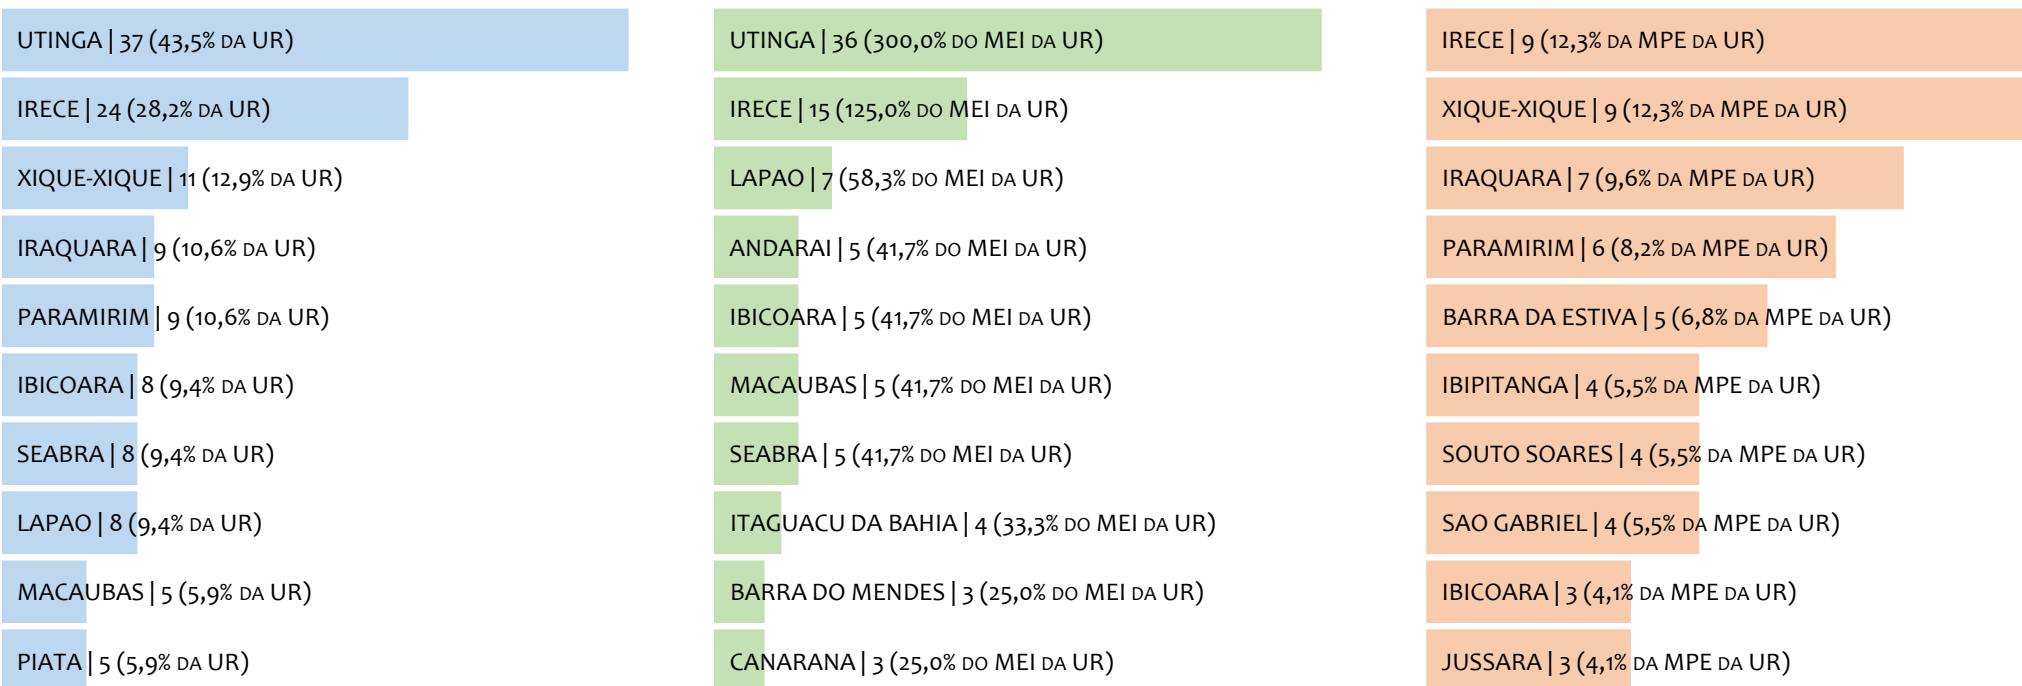 UTINGA | 37 (43,5% DA UR)
IRECE | 24 (28,2% DA UR)
XIQUE-XIQUE | 11 (12,9% DA UR)
IRAQUARA | 9 (10,6% DA UR)
PARAMIRIM | 9 (10,6% DA UR)
IBICOARA | 8 (9,4% DA UR)
SEABRA | 8 (9,4% DA UR)
LAPAO | 8 (9,4% DA UR)
MACAUBAS | 5 (5,9% DA UR)
PIATA | 5 (5,9% DA UR)
UTINGA | 36 (300,0% DO MEI DA UR)
IRECE | 15 (125,0% DO MEI DA UR)
LAPAO | 7 (58,3% DO MEI DA UR)
ANDARAI | 5 (41,7% DO MEI DA UR)
IBICOARA | 5 (41,7% DO MEI DA UR)
MACAUBAS | 5 (41,7% DO MEI DA UR)
SEABRA | 5 (41,7% DO MEI DA UR)
ITAGUACU DA BAHIA | 4 (33,3% DO MEI DA UR)
BARRA DO MENDES | 3 (25,0% DO MEI DA UR)
CANARANA | 3 (25,0% DO MEI DA UR)
IRECE | 9 (12,3% DA MPE DA UR)
XIQUE-XIQUE | 9 (12,3% DA MPE DA UR)
IRAQUARA | 7 (9,6% DA MPE DA UR)
PARAMIRIM | 6 (8,2% DA MPE DA UR)
BARRA DA ESTIVA | 5 (6,8% DA MPE DA UR)
IBIPITANGA | 4 (5,5% DA MPE DA UR)
SOUTO SOARES | 4 (5,5% DA MPE DA UR)
SAO GABRIEL | 4 (5,5% DA MPE DA UR)
IBICOARA | 3 (4,1% DA MPE DA UR)
JUSSARA | 3 (4,1% DA MPE DA UR)